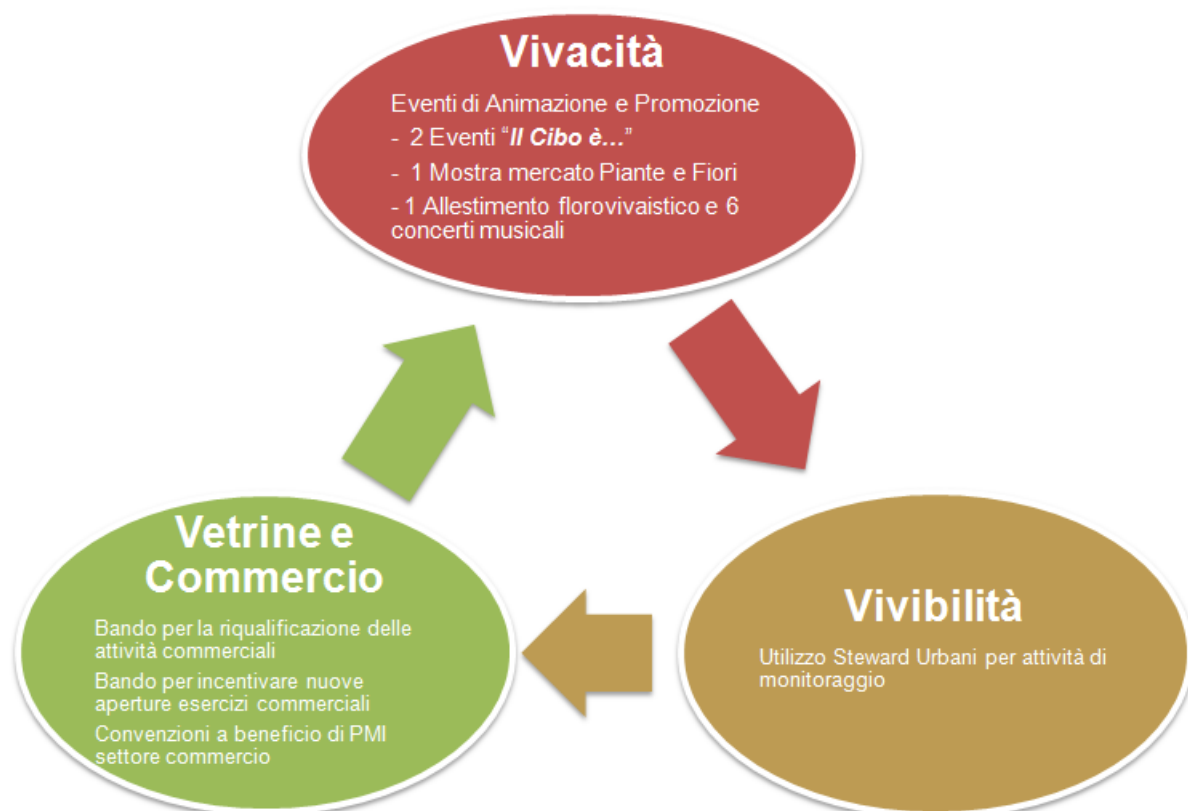 Vivacità
Eventi di Animazione e Promozione
- 2 Eventi “Il Cibo è...”
- 1 Mostra mercato Piante e Fiori
- 1 Allestimento florovivaistico e 6
concerti musicali
Vetrine e
Commercio
Bando per la riqualificazione delle
attività commerciali
Bando per incentivare nuove
aperture esercizi commerciali
Convenzioni a beneficio di PMI
settore commercio
Vivibilità
Utilizzo Steward Urbani per attività di
monitoraggio